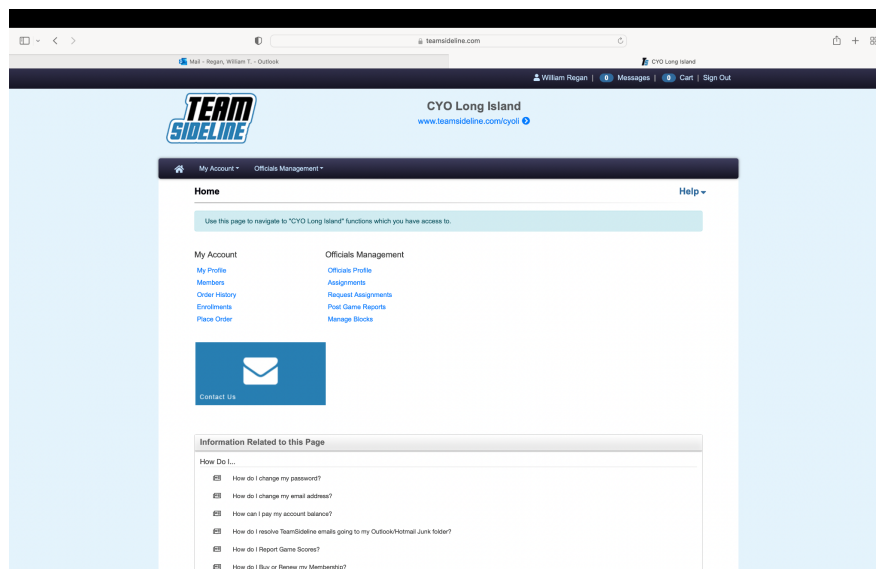 teamsideline.com
Mail - Regan, William T. - Outlook
CYO Long Island
William Regan | 0 Messages | 0 Cart | Sign Out
TEAM
SIDELINE
CYO Long Island
www.teamsideline.com/cyoli
My Account
Officials Management
Home
Help
Use this page to navigate to "CYO Long Island" functions which you have access to.
My Account
My Profile
Members
Order History
Enrollments
Place Order
Officials Management
Officials Profile
Assignments
Request Assignments
Post Game Reports
Manage Blocks
Contact Us
Information Related to this Page
How Do I...
How do I change my password?
How do I change my email address?
How can I pay my account balance?
How do I resolve TeamSideline emails going to my Outlook/Hotmail Junk folder?
How do I Report Game Scores?
How do I Buy or Renew my Membership?